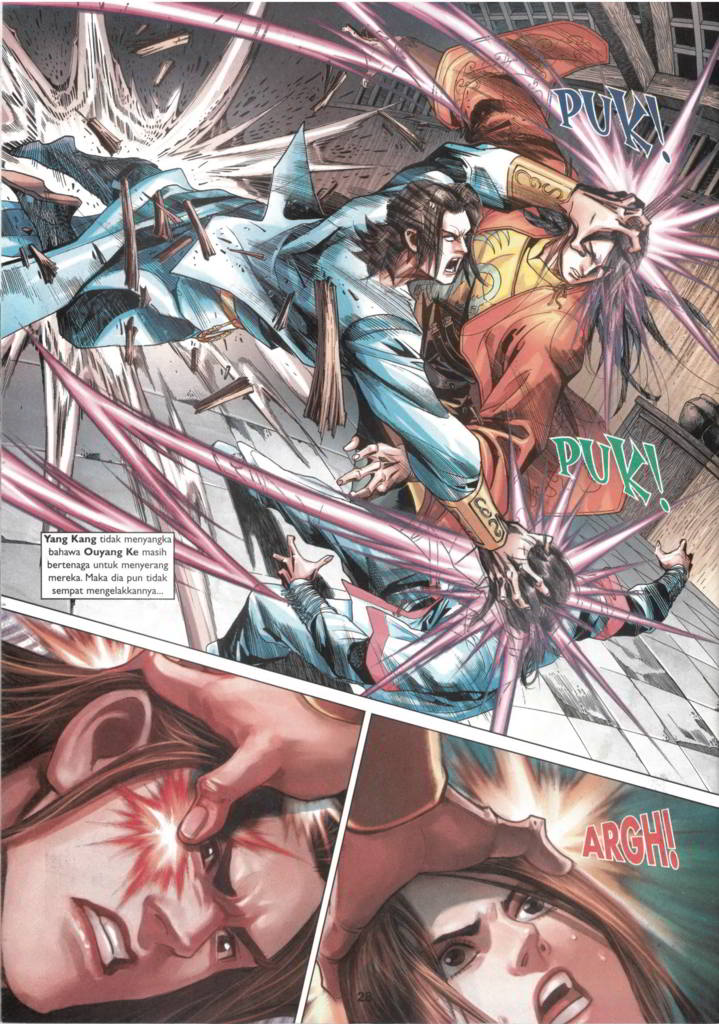 PUK!
PUK!
Yang Kang tidak menyangka
bahawa Ouyang Ke masih
bertenaga untuk menyerang
mereka. Maka dia pun tidak
sempat mengelakkannya...
ARGH!
28